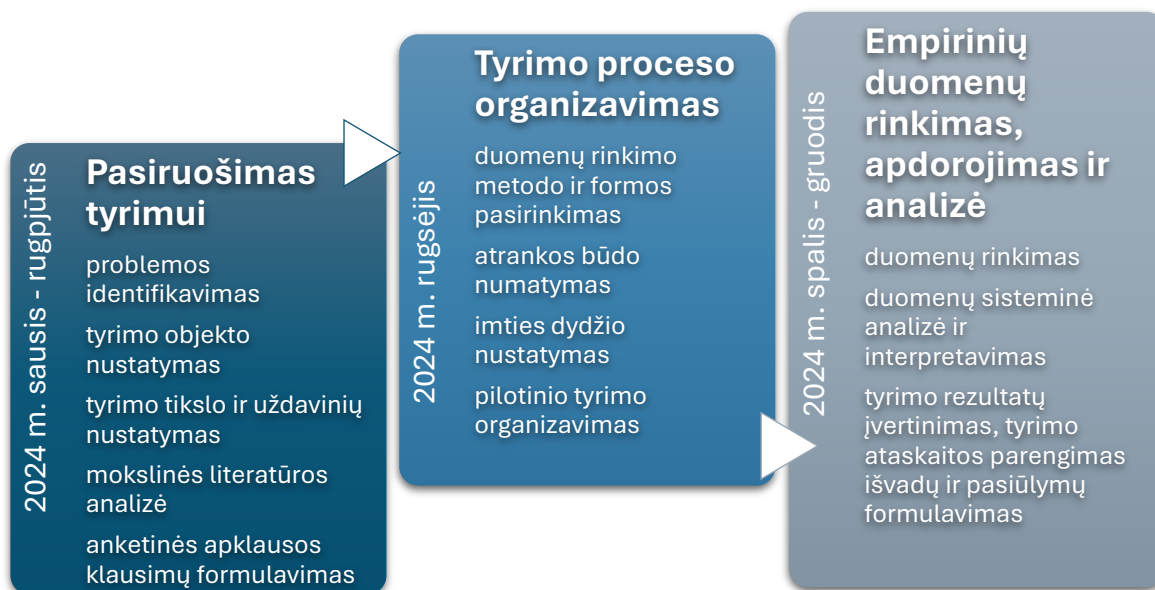 2024 m. sausis - rugpjūtis
Pasiruošimas
tyrimui
problemos
identifikavimas
tyrimo objekto
nustatymas
tyrimo tikslo ir uždavinių
nustatymas
mokslinės literatūros
analizė
anketinės apklausos
klausimų formulavimas
2024 m. rugsėjis
Tyrimo proceso
organizavimas
duomenų rinkimo
metodo ir formos
pasirinkimas
atrankos būdo
numatymas
imties dydžio
nustatymas
pilotinio tyrimo
organizavimas
2024 m. spalis - gruodis
Empirinių
duomenų
rinkimas,
apdorojimas ir
analizė
duomenų rinkimas
duomenų sisteminė
analizė ir
interpretavimas
tyrimo rezultatų
įvertinimas, tyrimo
ataskaitos parengimas
išvadų ir pasiūlymų
formulavimas